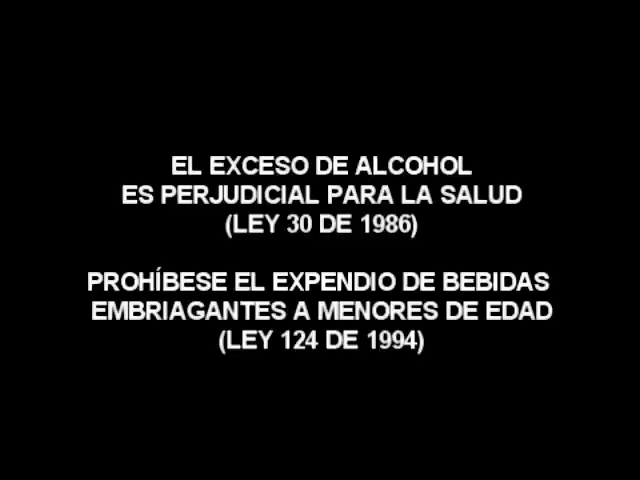 EL EXCESO DE ALCOHOL
ES PERJUDICIAL PARA LA SALUD
(LEY 30 DE 1986)
PROHÍBESE EL EXPENDIO DE BEBIDAS
EMBRIAGANTES A MENORES DE EDAD
(LEY 124 DE 1994)